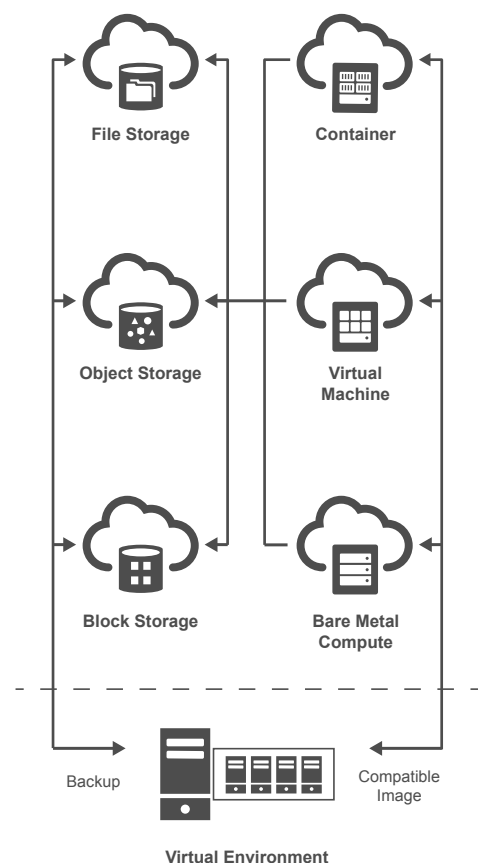 File Storage
Container
Object Storage
Virtual
Machine
Block Storage
Bare Metal
Compute
Backup
Compatible
Image
Virtual Environment